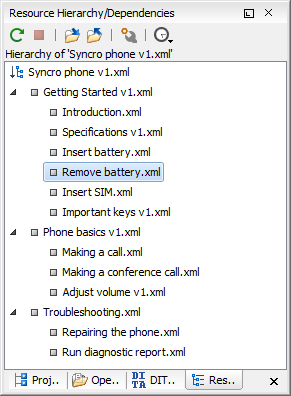 Resource Hierarchy/Dependencies
Hierarchy of 'Syncro phone v1.xml'
Syncro phone v1.xml
Getting Started v1.xml
Introduction.xml
Specifications v1.xml
Insert battery.xml
Remove battery.xml
Insert SIM.xml
Important keys v1.xml
Phone basics v1.xml
Making a call.xml
Making a conference call.xml
Adjust volume v1.xml
Troubleshooting.xml
Repairing the phone.xml
Run diagnostic report.xml
Proj.. Ope.. DITA DIT.. Res..